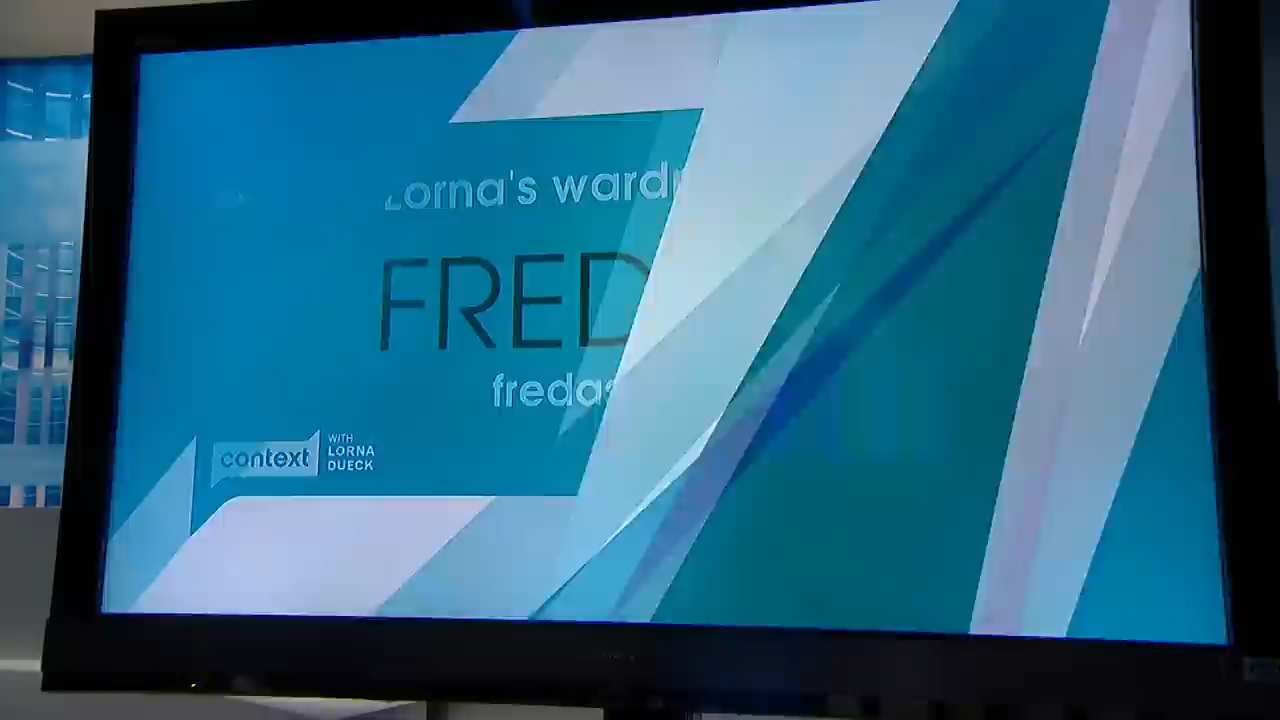 Lorna's wardr
FRED
fredas
context
WITH
LORNA
DUECK